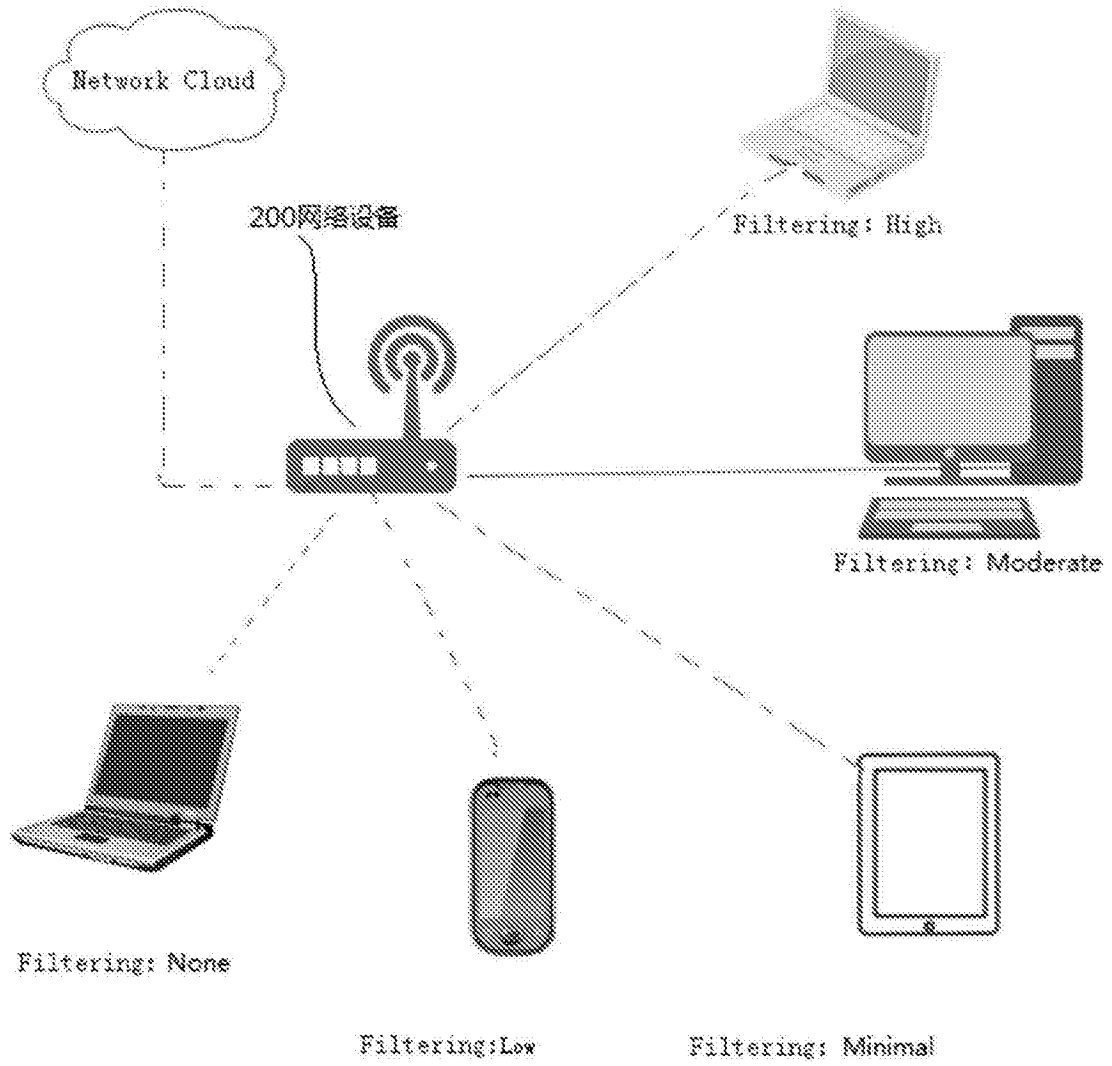 Network Cloud
200网络设备
Filtering: High
Filtering: Moderate
Filtering: None
Filtering:Low
Filtering: Minimal